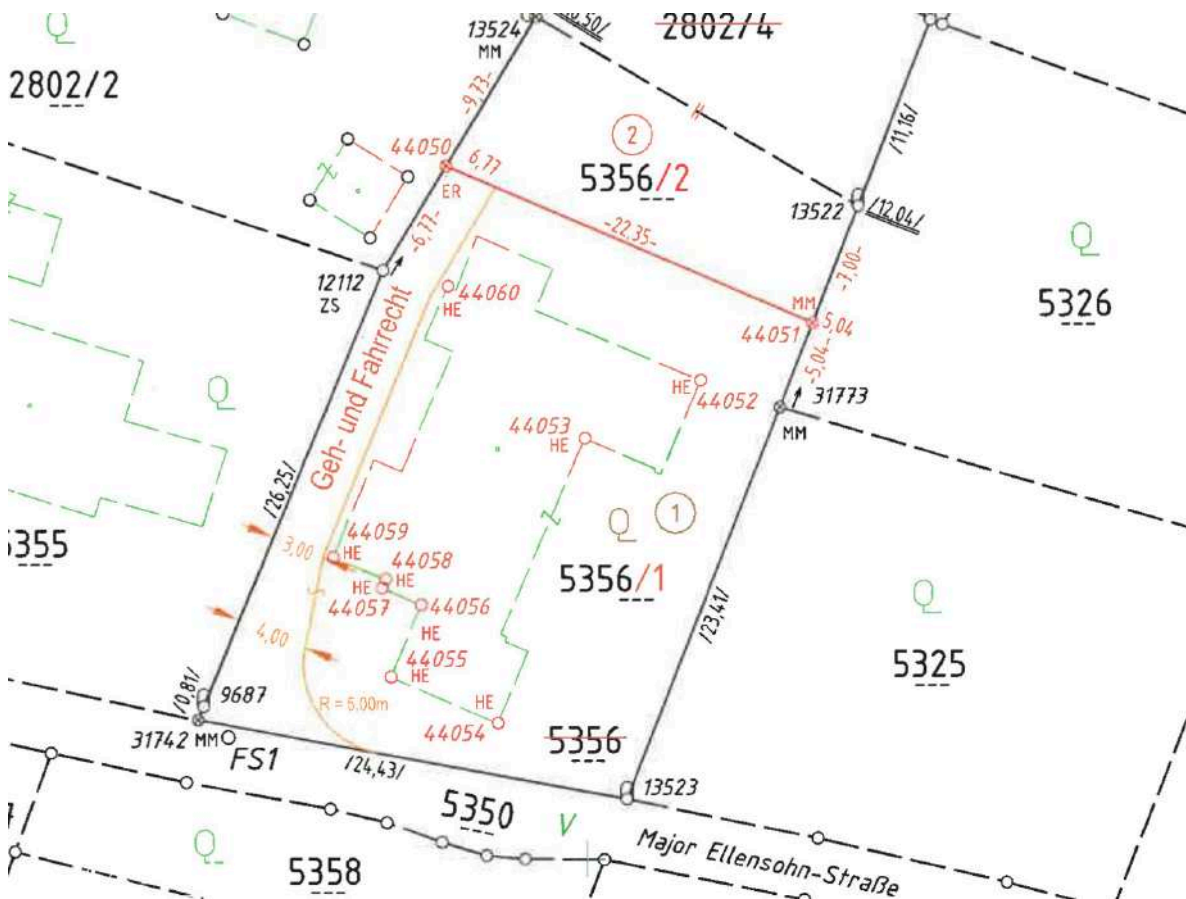 13524
MM
/10,50/
2802/4
2802/2
-9,73-
/11,16/
44050
6,77
2
ER
5356/2
13522
/12,04/
-22,35-
-6,77-
-7,00-
12112
ZS
5326
44060
HE
MM
44051
5,04
-5,04-
Geh- und Fahrrecht
HE
44052
31773
MM
44053
HE
/26,25/
1
5355
44059
HE
3,00
44058
HE
5356/1
HE
44057
44056
HE
/23,41/
4,00
44055
HE
5325
/0,81/
9687
R = 5.00m
HE
44054
5356
31742 MM
FS1
/24,43/
13523
5350
V
Major Ellensohn-Straße
5358